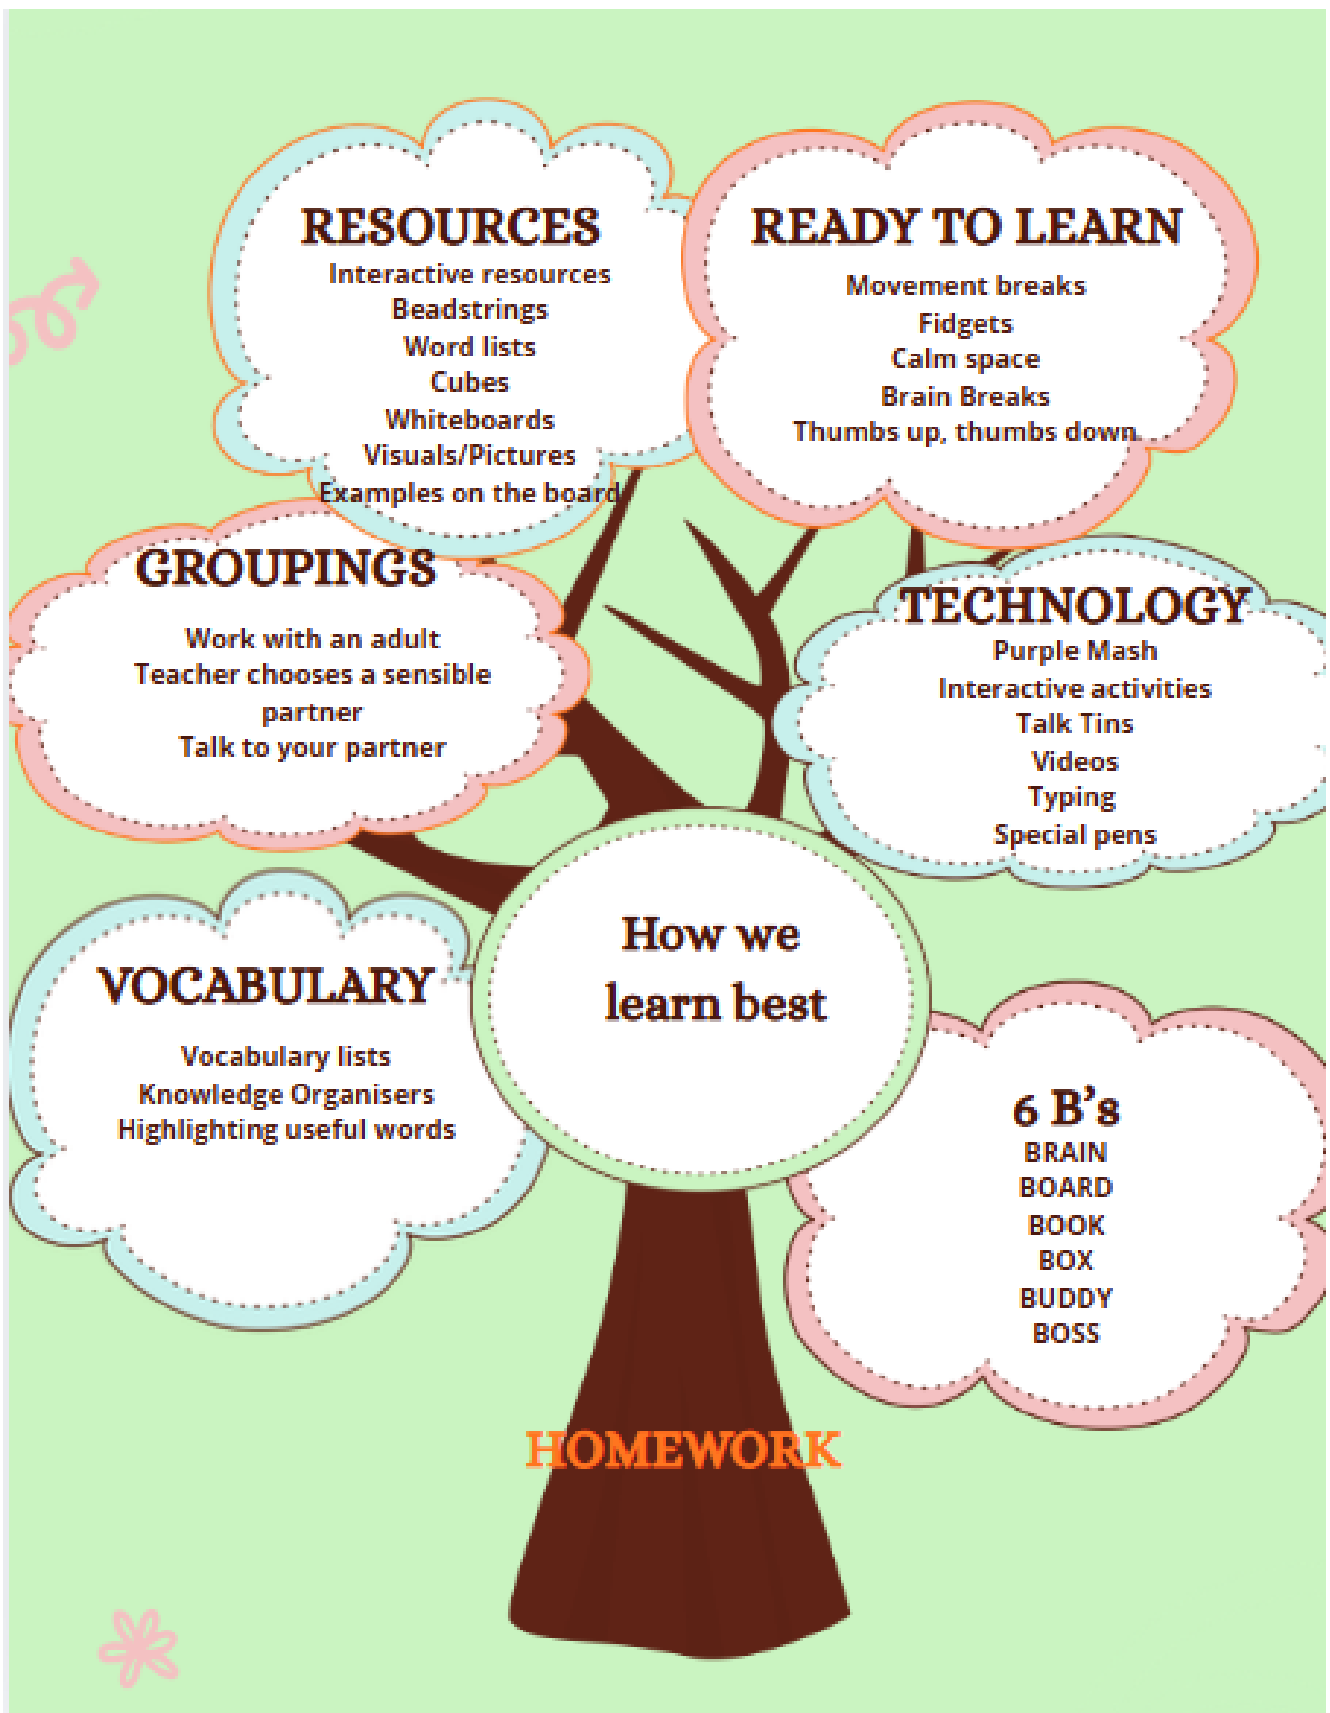 RESOURCES
Interactive resources
Beadstrings
Word lists
Cubes
Whiteboards
Visuals/Pictures
Examples on the board
READY TO LEARN
Movement breaks
Fidgets
Calm space
Brain Breaks
Thumbs up, thumbs down
GROUPINGS
Work with an adult
Teacher chooses a sensible
partner
Talk to your partner
TECHNOLOGY
Purple Mash
Interactive activities
Talk Tins
Videos
Typing
Special pens
How we
learn best
VOCABULARY
Vocabulary lists
Knowledge Organisers
Highlighting useful words
6 B's
BRAIN
BOARD
BOOK
BOX
BUDDY
BOSS
HOMEWORK